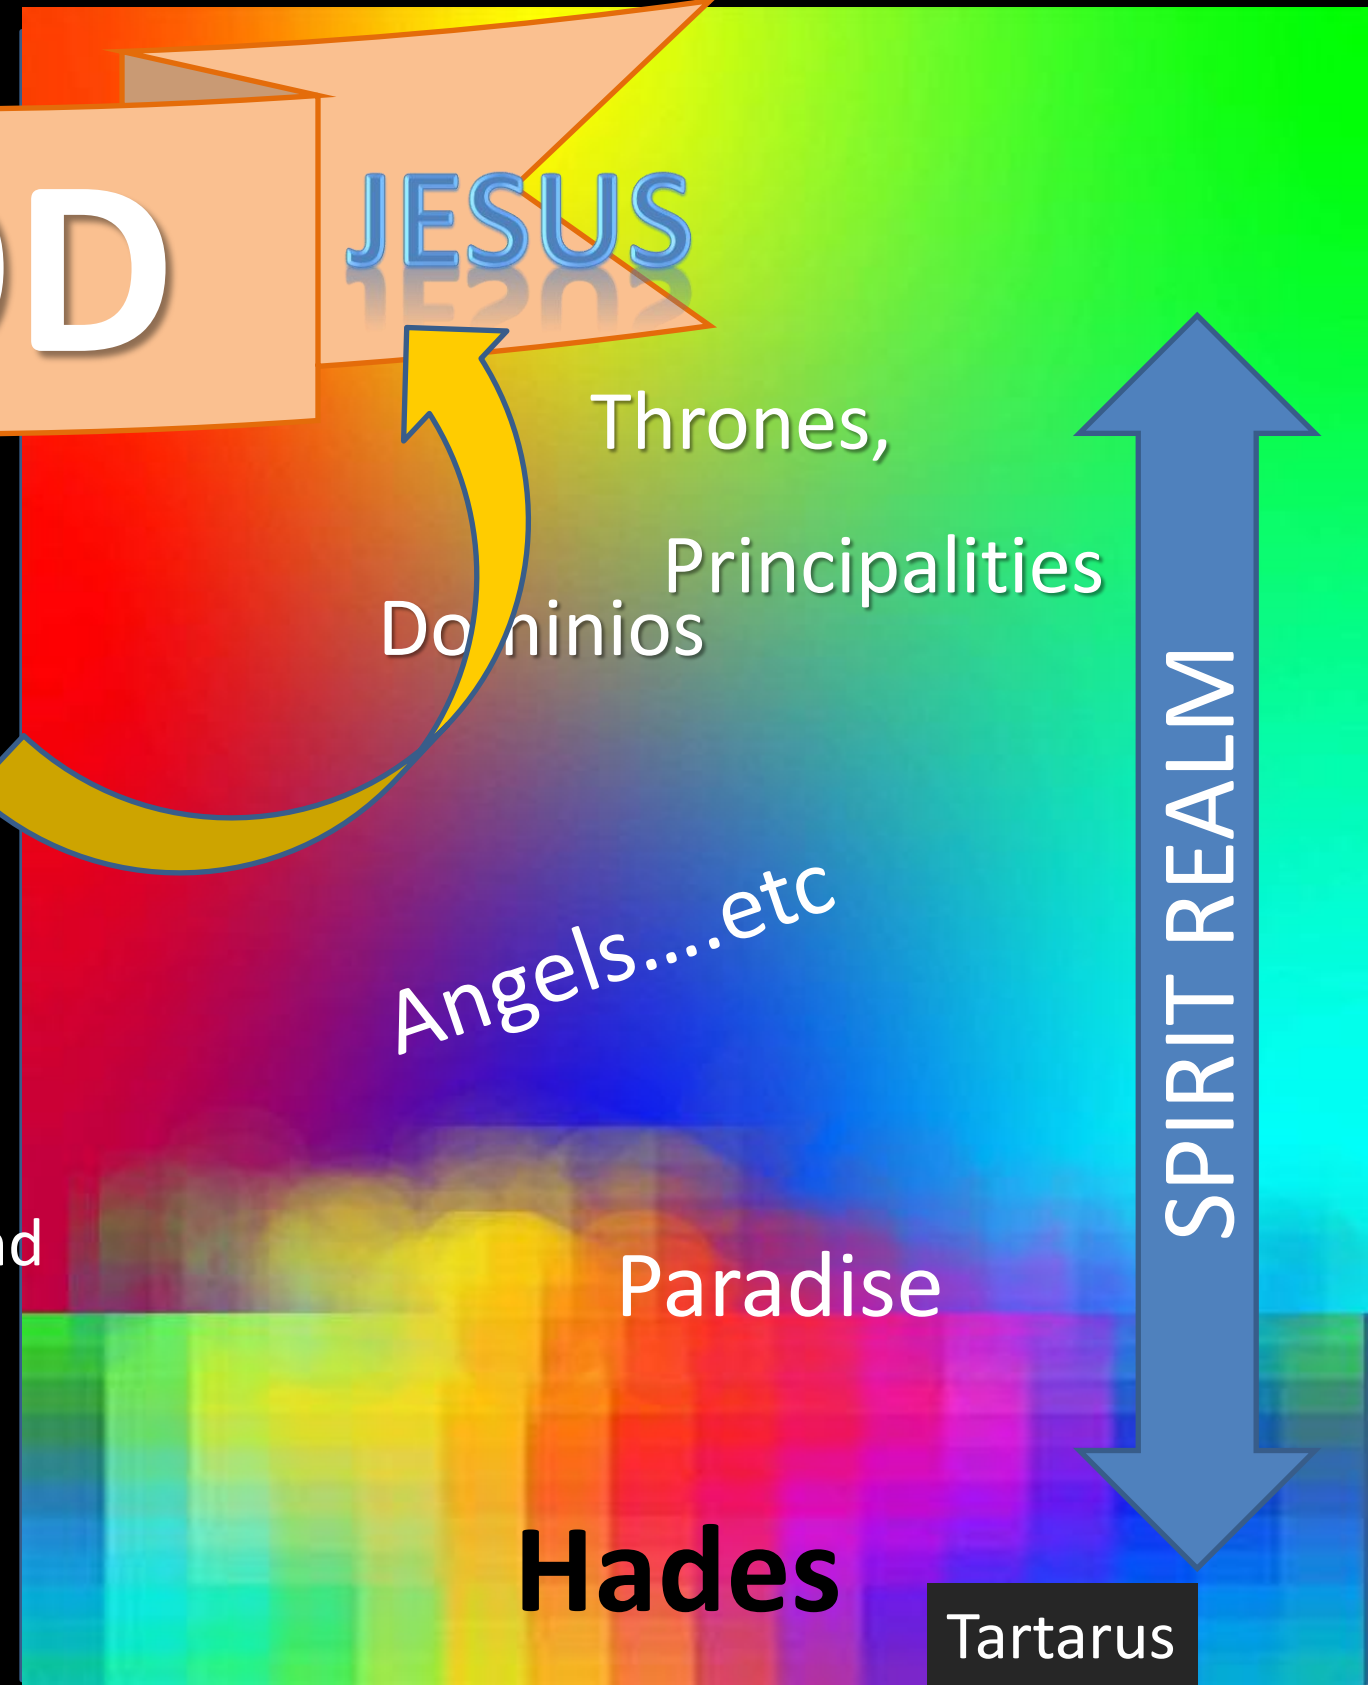 JESUS
Thrones,
Principalities
Dominios
SPIRIT REALM
Angels....etc
Paradise
Hades
Tartarus